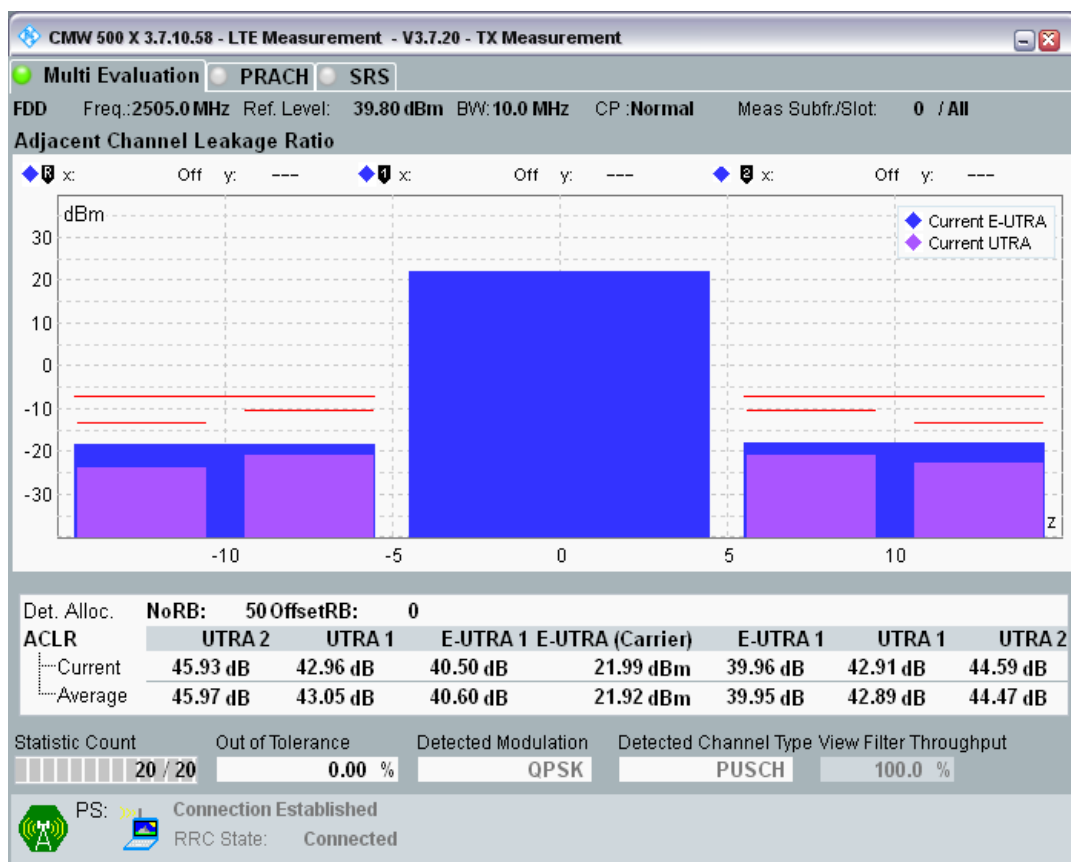 CMW 500 X 3.7.10.58 - LTE Measurement - V3.7.20 - TX Measurement
Multi Evaluation PRACH SRS
FDD Freq.:2505.0 MHz Ref. Level: 39.80 dBm BW:10.0 MHz CP :Normal Meas Subfr./Slot: 0 / All
Adjacent Channel Leakage Ratio
R x: Off y: --- 1 x: Off y: --- 2 x: Off y: ---
dBm
Current E-UTRA
Current UTRA
30
20
10
0
-10
-20
-30
z
-10 -5 0 5 10
Det. Alloc. NoRB: 50 OffsetRB: 0
ACLR UTRA 2 UTRA 1 E-UTRA 1 E-UTRA (Carrier) E-UTRA 1 UTRA 1 UTRA 2
Current 45.93 dB 42.96 dB 40.50 dB 21.99 dBm 39.96 dB 42.91 dB 44.59 dB
Average 45.97 dB 43.05 dB 40.60 dB 21.92 dBm 39.95 dB 42.89 dB 44.47 dB
Statistic Count Out of Tolerance Detected Modulation Detected Channel Type View Filter Throughput
20 / 20 0.00 % QPSK PUSCH 100.0 %
PS: Connection Established
RRC State: Connected